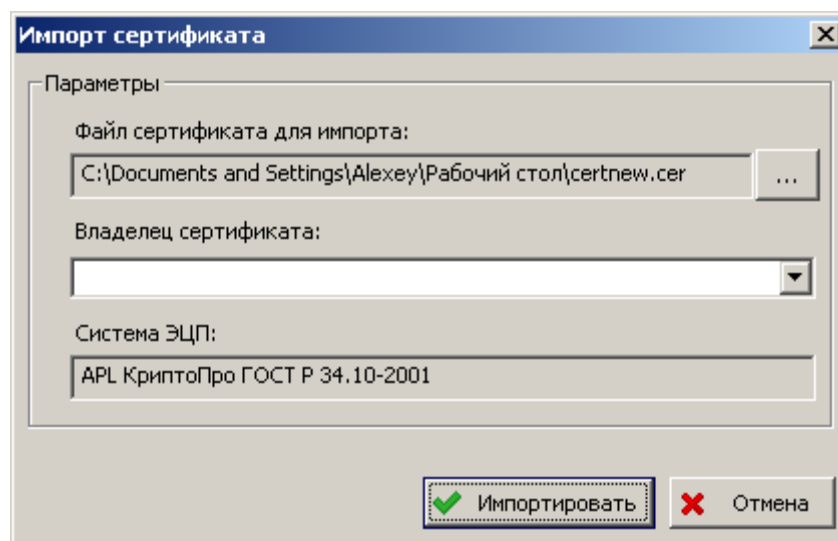 Импорт сертификата
Параметры
Файл сертификата для импорта:
C:\Documents and Settings\Alexey\Рабочий стол\certnew.cer
...
Владелец сертификата:
Система ЭЦП:
APL КриптоПро ГОСТ Р 34.10-2001
Импортировать
Отмена